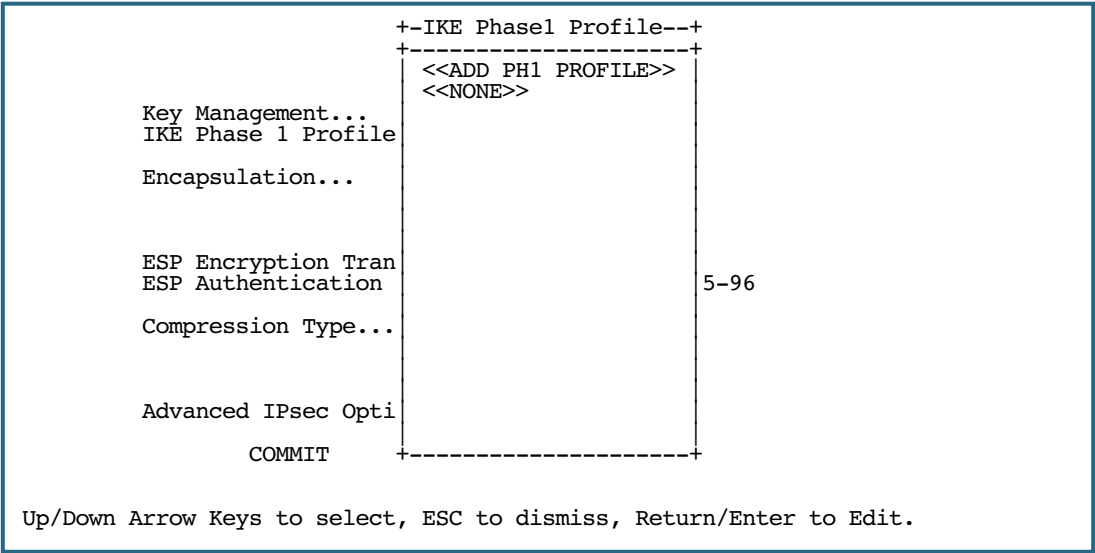 +-IKE Phase1 Profile--+
+---------------------+
<<ADD PH1 PROFILE>>
<<NONE>>
Key Management...
IKE Phase 1 Profile
Encapsulation...
ESP Encryption Tran
ESP Authentication 5-96
Compression Type...
Advanced IPsec Opti
COMMIT +---------------------+
Up/Down Arrow Keys to select, ESC to dismiss, Return/Enter to Edit.